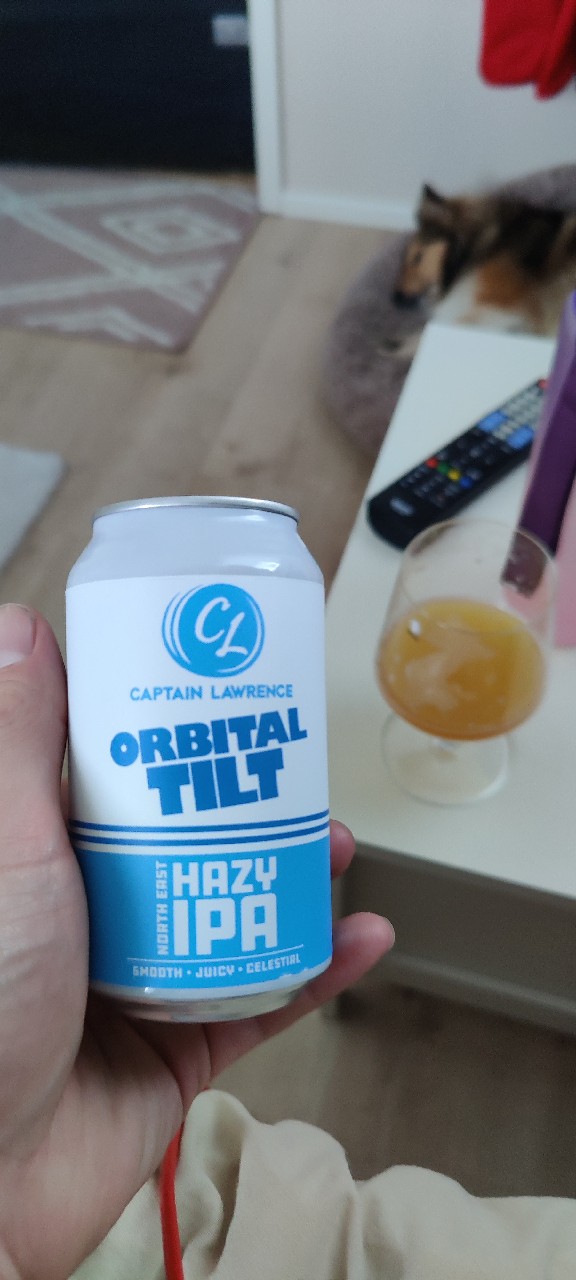 CL
CAPTAIN LAWRENCE
ORBITAL
TILT
NORTH EAST
HAZY
IPA
SMOOTH • JUICY • CELESTIAL